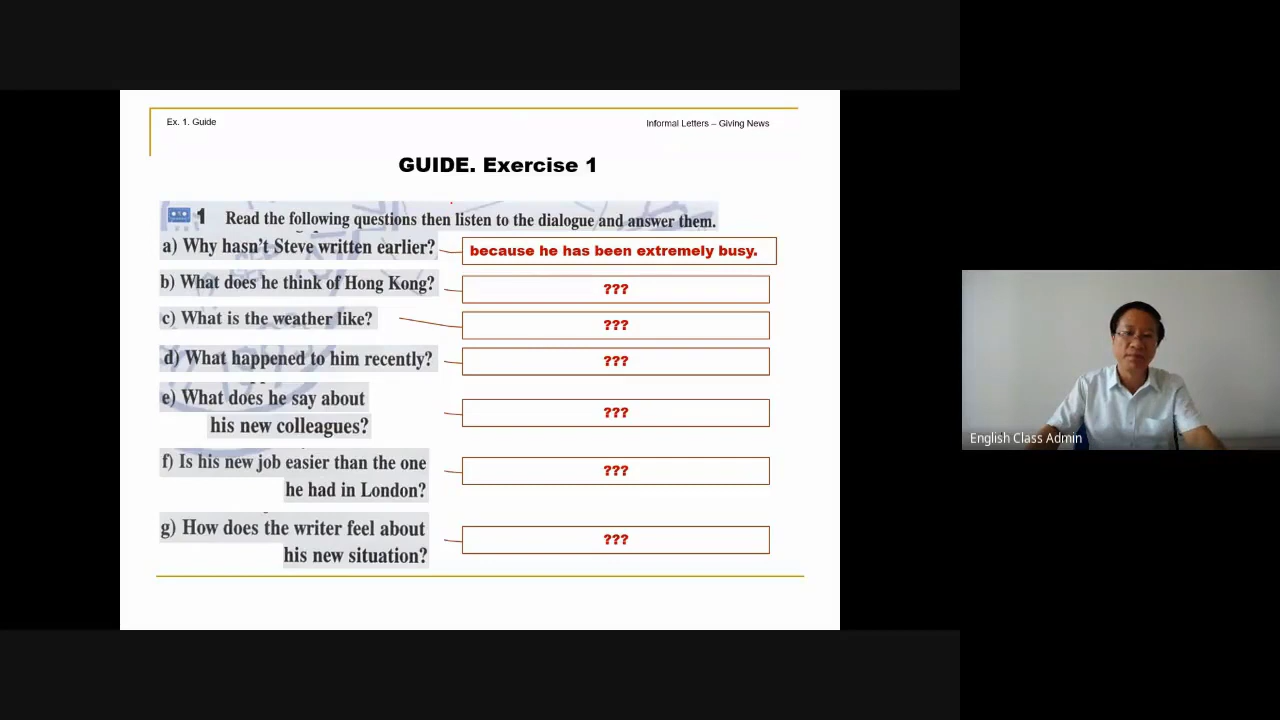 Ex. 1. Guide
Informal Letters – Giving News
GUIDE. Exercise 1
1 Read the following questions then listen to the dialogue and answer them.
a) Why hasn't Steve written earlier?
because he has been extremely busy.
b) What does he think of Hong Kong?
???
c) What is the weather like?
???
d) What happened to him recently?
???
e) What does he say about
his new colleagues?
???
f) Is his new job easier than the one
he had in London?
???
g) How does the writer feel about
his new situation?
???
English Class Admin